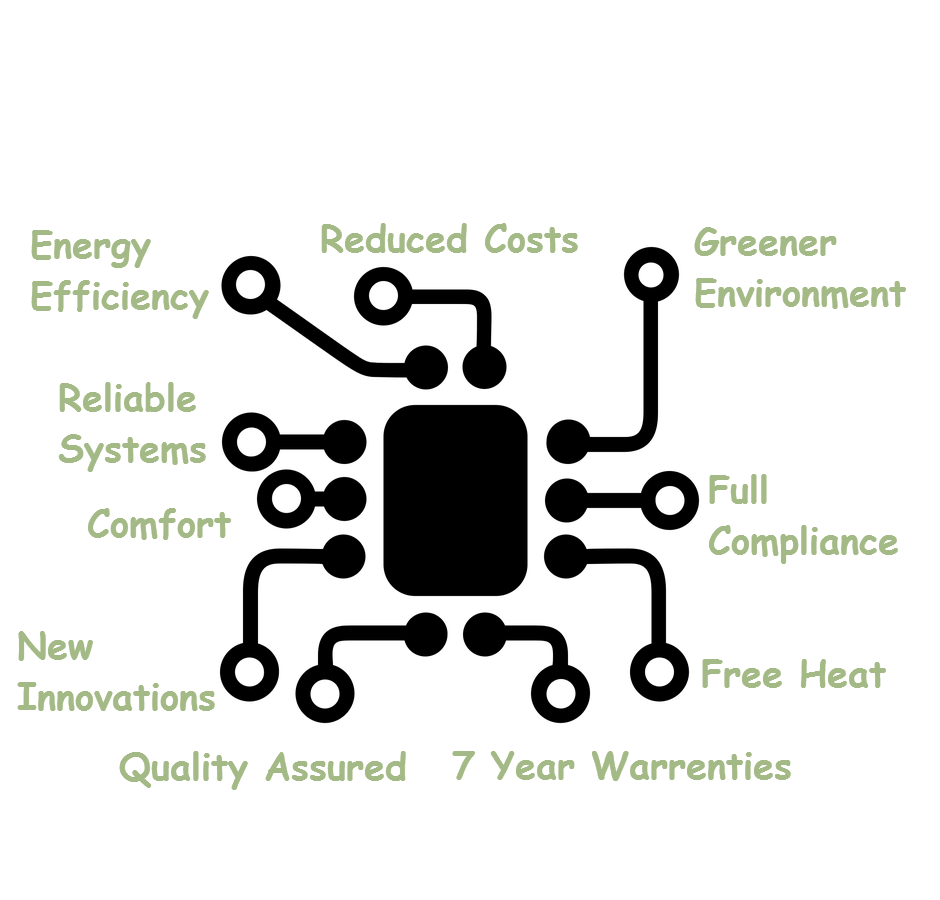 Energy
Efficiency
Reduced Costs
Greener
Environment
Reliable
Systems
Comfort
Full
Compliance
New
Innovations
Free Heat
Quality Assured
7 Year Warrenties